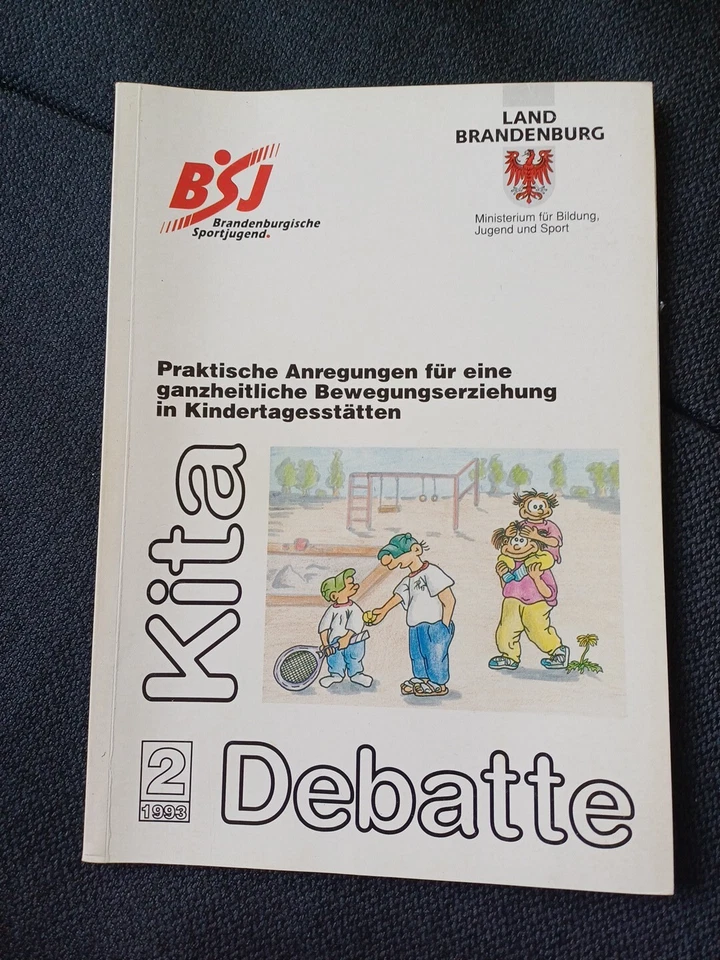 BSJ
Brandenburgische
Sportjugend.
LAND
BRANDENBURG
Ministerium für Bildung,
Jugend und Sport
Praktische Anregungen für eine
ganzheitliche Bewegungserziehung
in Kindertagesstätten
Kita
2
1993
Debatte